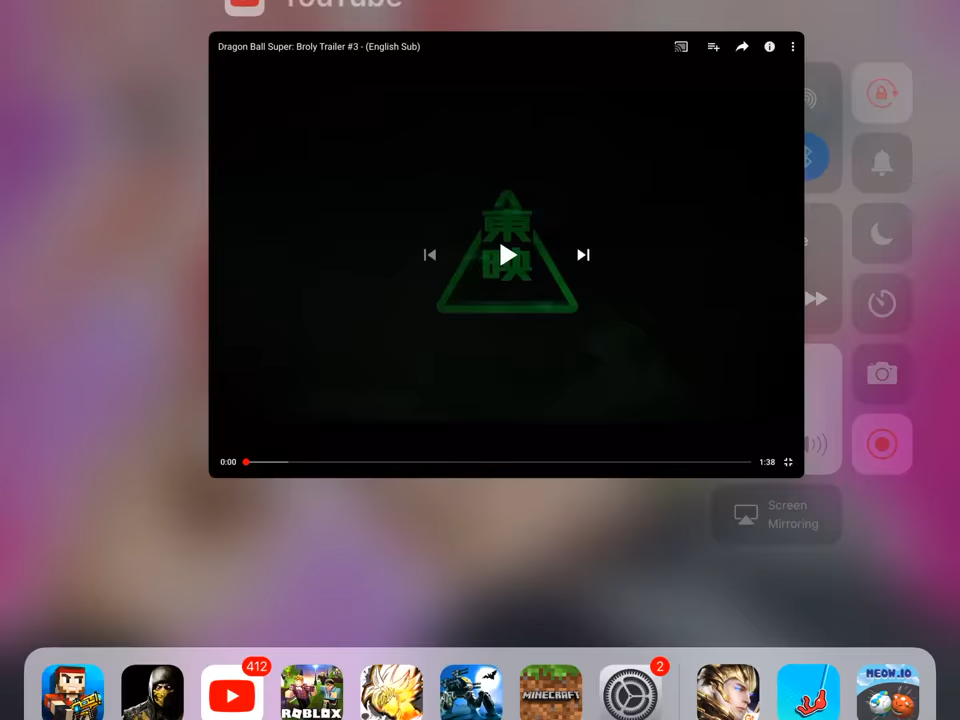 YouTube
Dragon Ball Super: Broly Trailer #3 - (English Sub)
東
映
0:00
1:38
Screen
Mirroring
412
2
ROBLOX
MINECRAFT
MEOW.IO